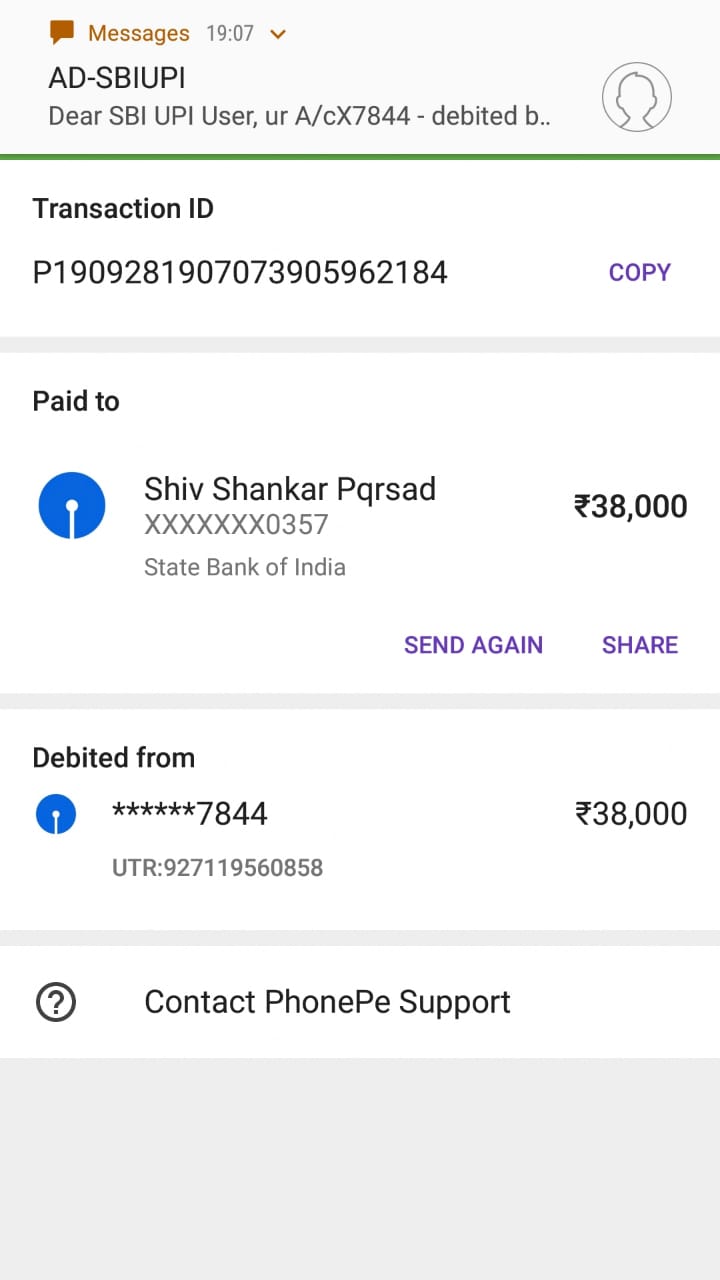 Messages 19:07
AD-SBIUPI
Dear SBI UPI User, ur A/cX7844 - debited b..
Transaction ID
P1909281907073905962184 COPY
Paid to
Shiv Shankar Pqrsad ₹38,000
XXXXXXX0357
State Bank of India
SEND AGAIN SHARE
Debited from
******7844 ₹38,000
UTR:927119560858
Contact PhonePe Support